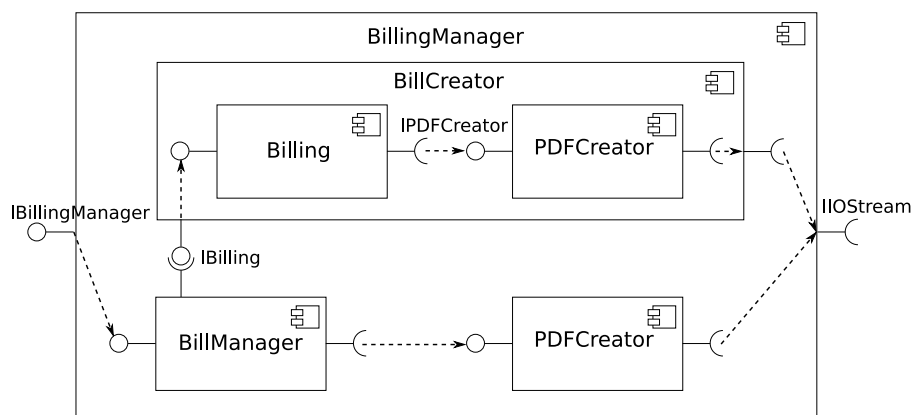 BillingManager
BillCreator
IPDFCreator
Billing
PDFCreator
IBillingManager
IIOStream
IBilling
BillManager
PDFCreator